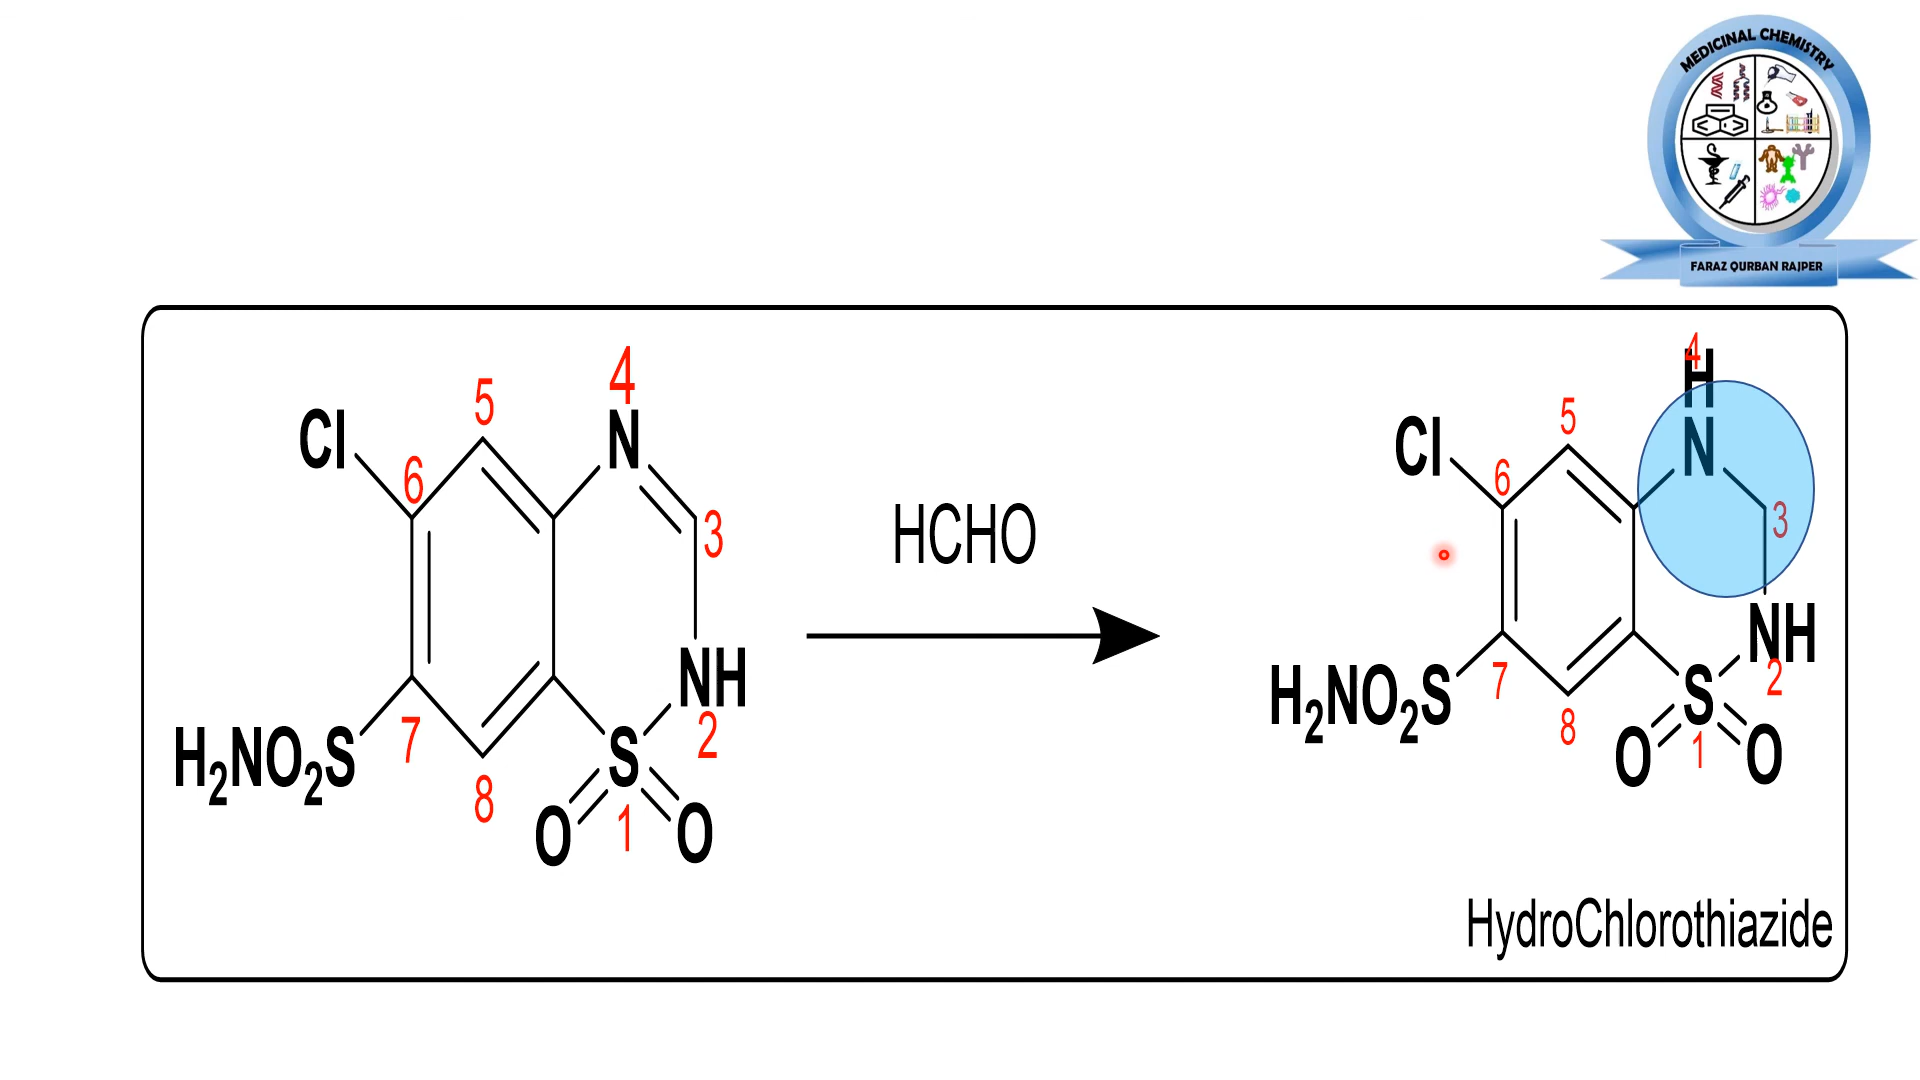 MEDICINAL CHEMISTRY
FARAZ QURBAN RAJPER
Cl
5
4
N
6
3
NH
2
H₂NO₂S
7
8
S
O
1
O
HCHO
4
H
Cl
5
N
6
3
NH
2
H₂NO₂S
7
8
S
O
1
O
HydroChlorothiazide